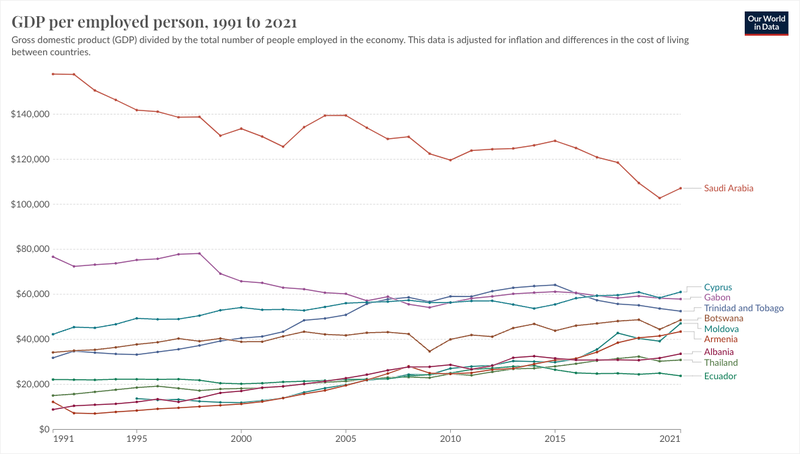 GDP per employed person, 1991 to 2021
Gross domestic product (GDP) divided by the total number of people employed in the economy. This data is adjusted for inflation and differences in the cost of living
between countries.
Our World
in Data
$140,000
$120,000
$100,000
$80,000
$60,000
$40,000
$20,000
$0
Saudi Arabia
Cyprus
Gabon
Trinidad and Tobago
Botswana
Moldova
Armenia
Albania
Thailand
Ecuador
1991
1995
2000
2005
2010
2015
2021